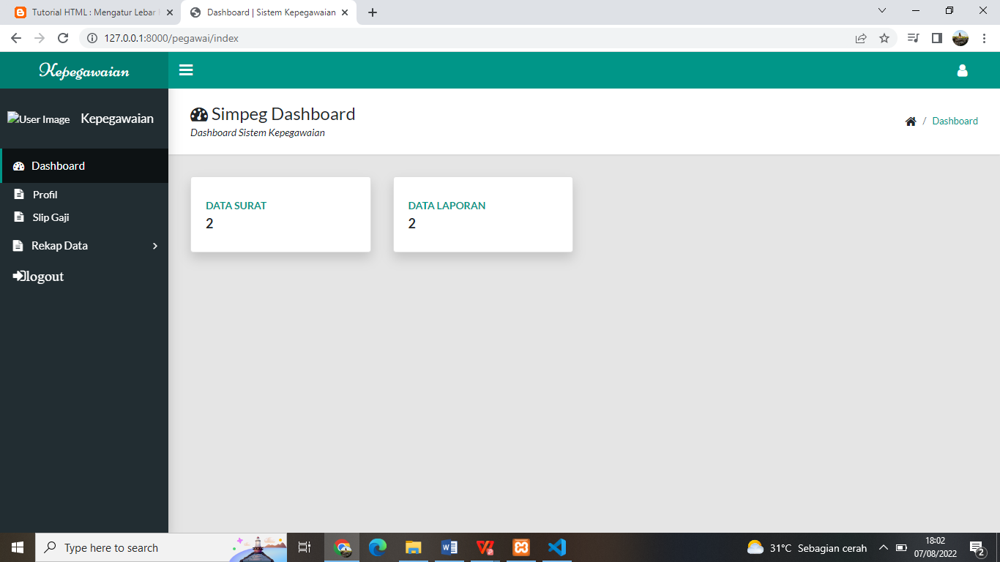 Tutorial HTML : Mengatur Lebar
Dashboard | Sistem Kepegawaian
127.0.0.1:8000/pegawai/index
Kepegawaian
User Image
Kepegawaian
Dashboard
Profil
Slip Gaji
Rekap Data
logout
Simpeg Dashboard
Dashboard Sistem Kepegawaian
/ Dashboard
DATA SURAT
2
DATA LAPORAN
2
Type here to search
31°C Sebagian cerah
18:02
07/08/2022
2